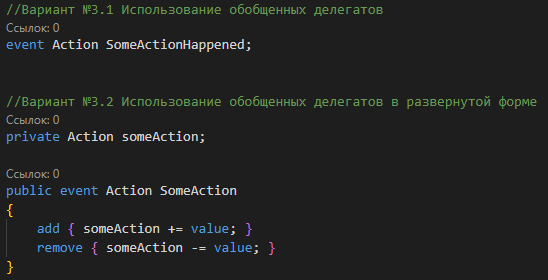 //Вариант №3.1 Использование обобщенных делегатов
Ссылок: 0
event Action SomeActionHappened;
//Вариант №3.2 Использование обобщенных делегатов в развернутой форме
Ссылок: 0
private Action someAction;
Ссылок: 0
public event Action SomeAction
{
add { someAction += value; }
remove { someAction -= value; }
}